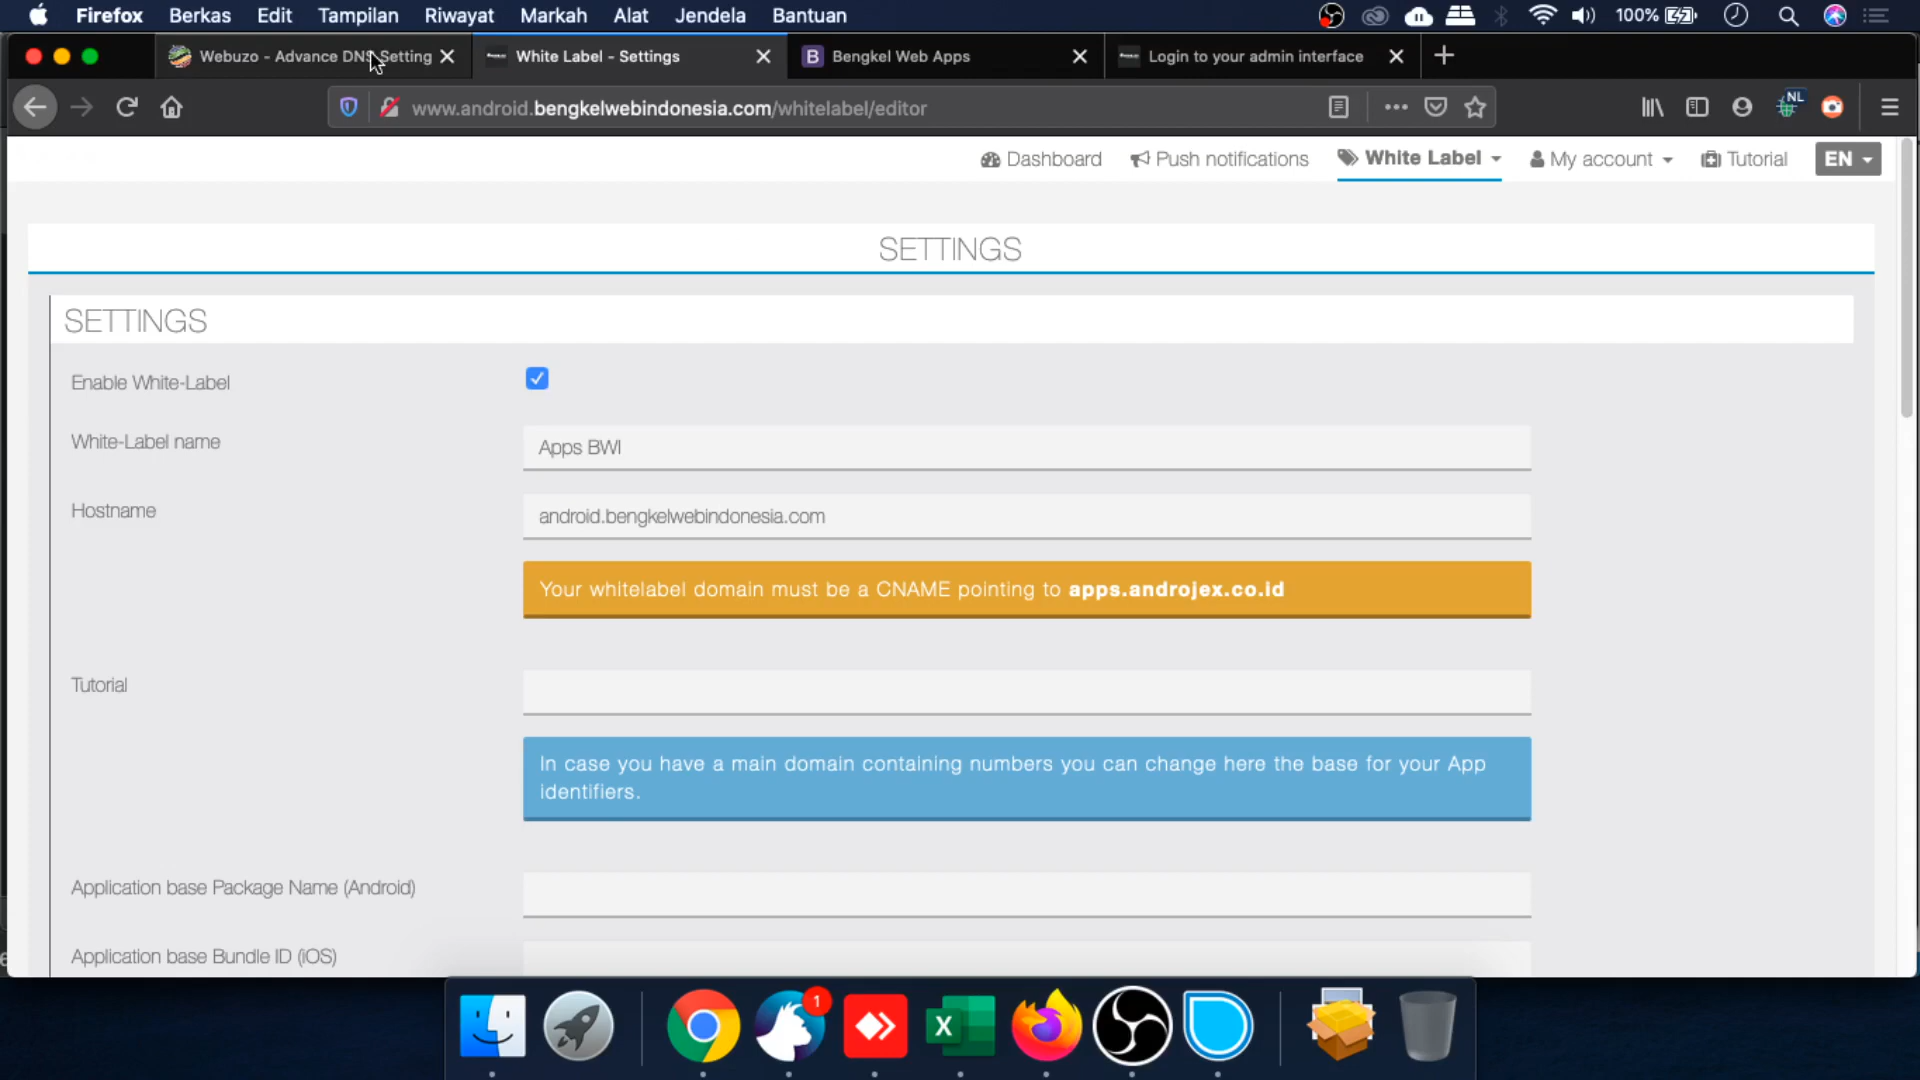 Firefox Berkas Edit Tampilan Riwayat Markah Alat Jendela Bantuan 100%
Webuzo - Advance DNS Setting White Label - Settings B Bengkel Web Apps Login to your admin interface
www.android.bengkelwebindonesia.com/whitelabel/editor NL
Dashboard Push notifications White Label My account Tutorial EN
SETTINGS
SETTINGS
Enable White-Label
White-Label name Apps BWI
Hostname android.bengkelwebindonesia.com
Your whitelabel domain must be a CNAME pointing to apps.androjex.co.id
Tutorial
In case you have a main domain containing numbers you can change here the base for your App
identifiers.
Application base Package Name (Android)
Application base Bundle ID (iOS)
1
X